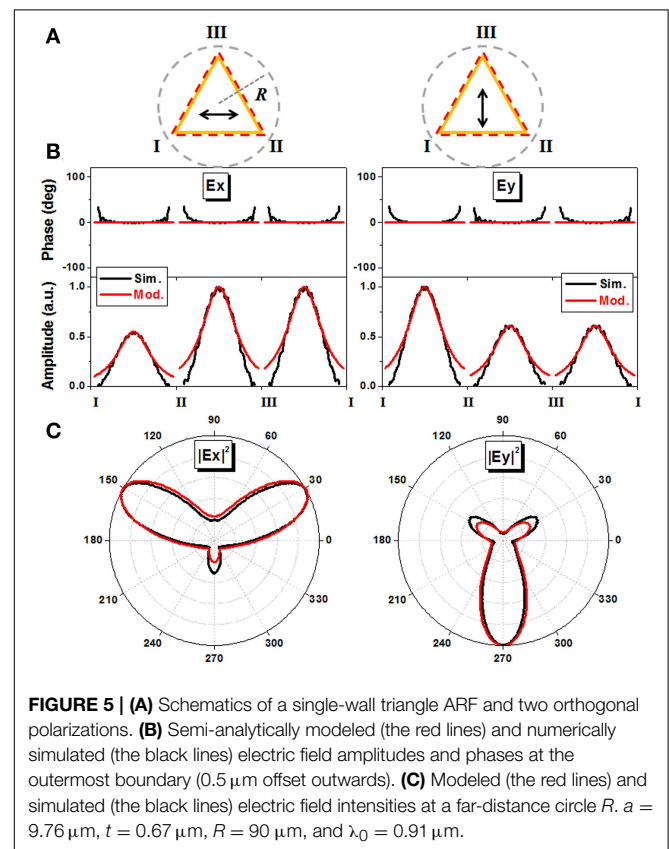 A
III
III
R
I
II
I
II
B
Ex
Ey
Phase (deg)
100
0
-100
100
0
-100
Sim.
Mod.
Sim.
Mod.
Amplitude (a.u.)
1.0
0.5
0.0
1.0
0.5
0.0
I
II
III
I
I
II
III
I
C
|Ex|²
|Ey|²
90
120
60
150
30
180
0
210
330
240
300
270
90
120
60
150
30
180
0
210
330
240
300
270
FIGURE 5 | (A) Schematics of a single-wall triangle ARF and two orthogonal
polarizations. (B) Semi-analytically modeled (the red lines) and numerically
simulated (the black lines) electric field amplitudes and phases at the
outermost boundary (0.5 μm offset outwards). (C) Modeled (the red lines) and
simulated (the black lines) electric field intensities at a far-distance circle R. a =
9.76 μm, t = 0.67 μm, R = 90 μm, and λ₀ = 0.91 μm.